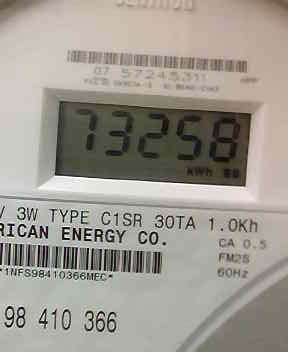 07 57245311
73258
kWh
V 3W TYPE C1SR 30TA 1.0Kh
RICAN ENERGY CO.
CA 0.5
FM2S
60Hz
*1NFS98410366MEC*
98 410 366